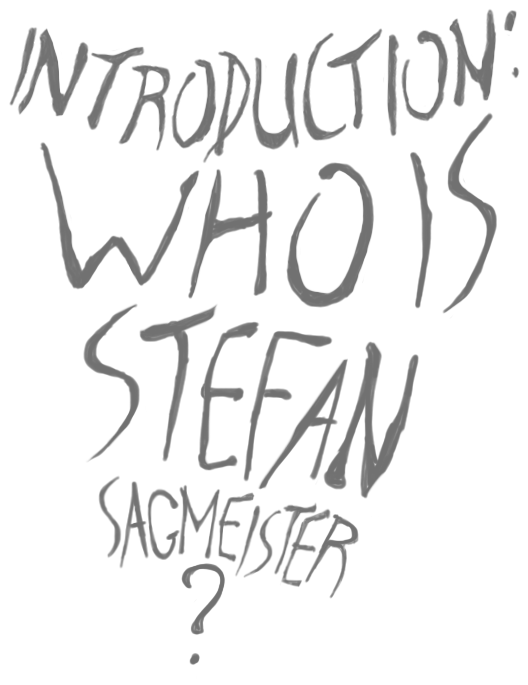 INTRODUCTION:
WHO IS
STEFAN
SAGMEISTER
?